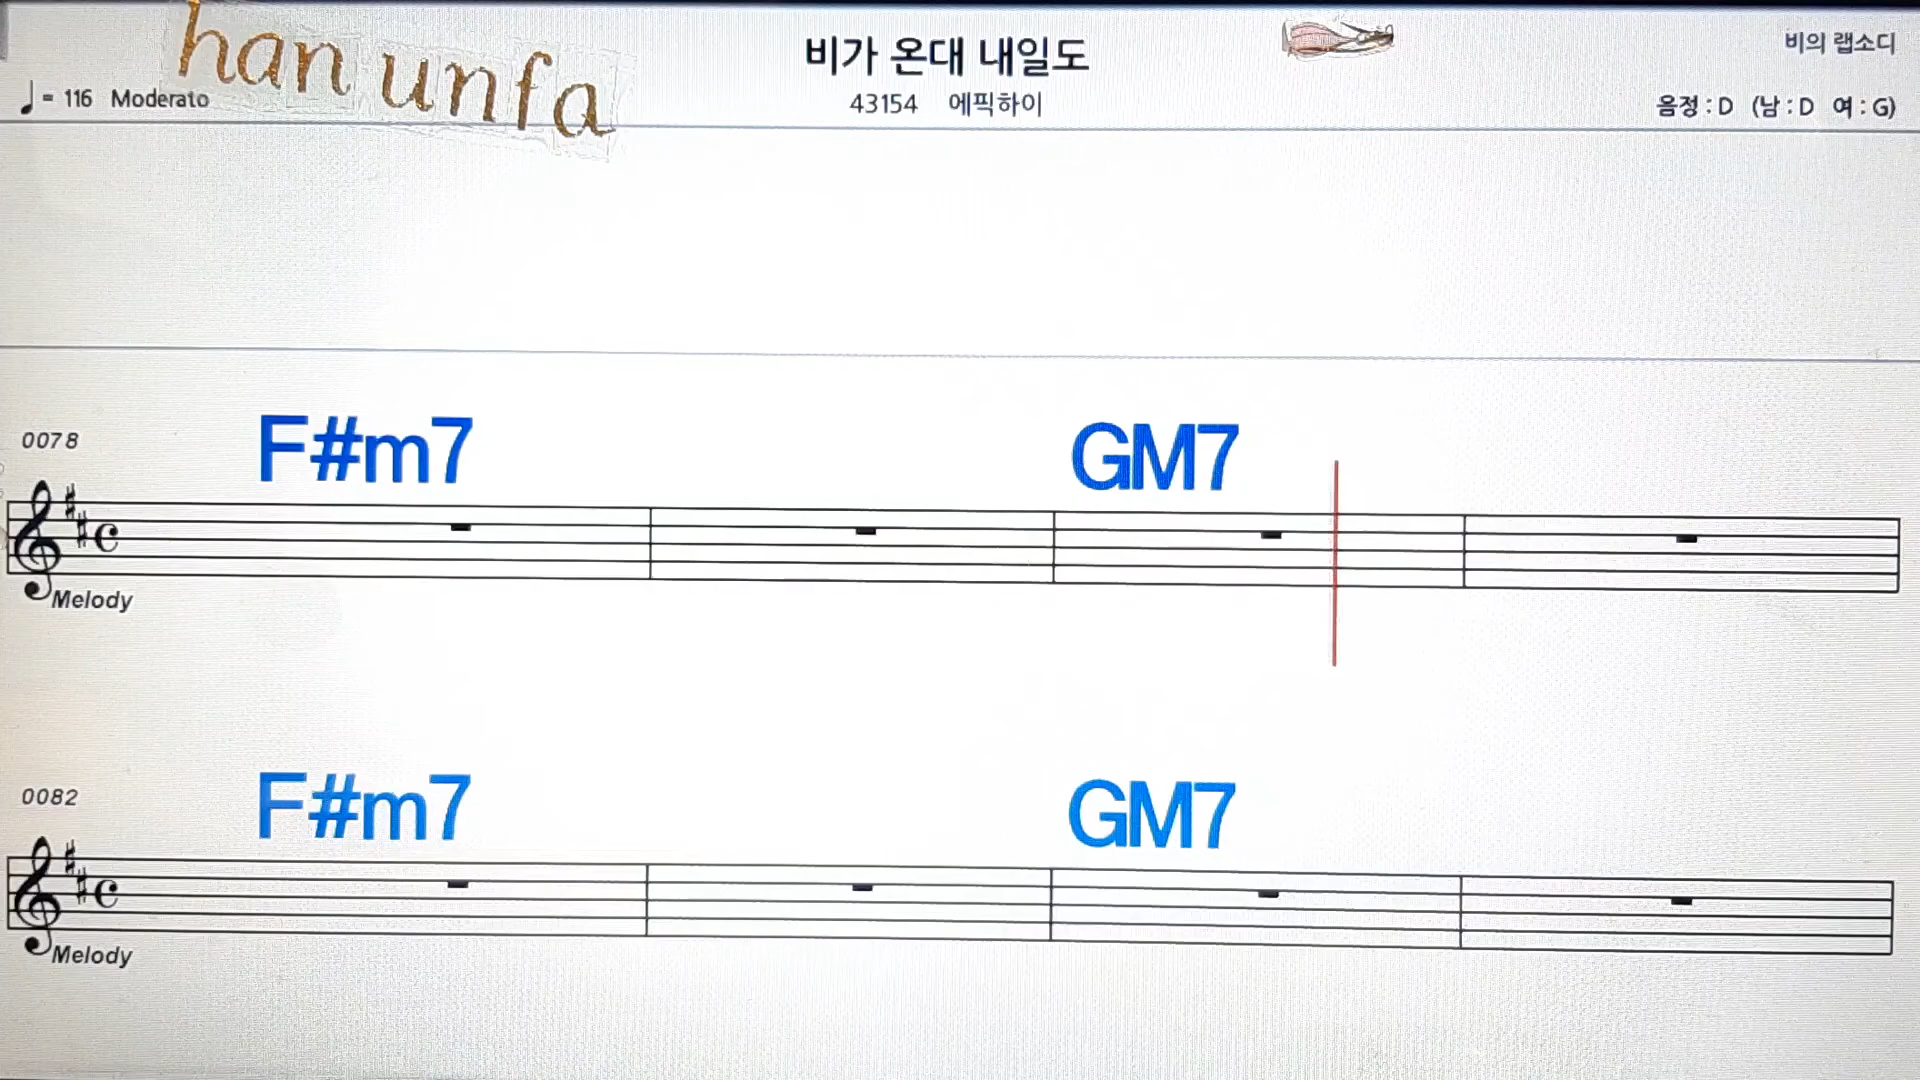 han unfa
비가 온대 내일도
비의 랩소디
= 116 Moderato
43154 에픽하이
음정 : D (남 : D 여 : G)
0078
F#m7 GM7
Melody
0082
F#m7 GM7
Melody